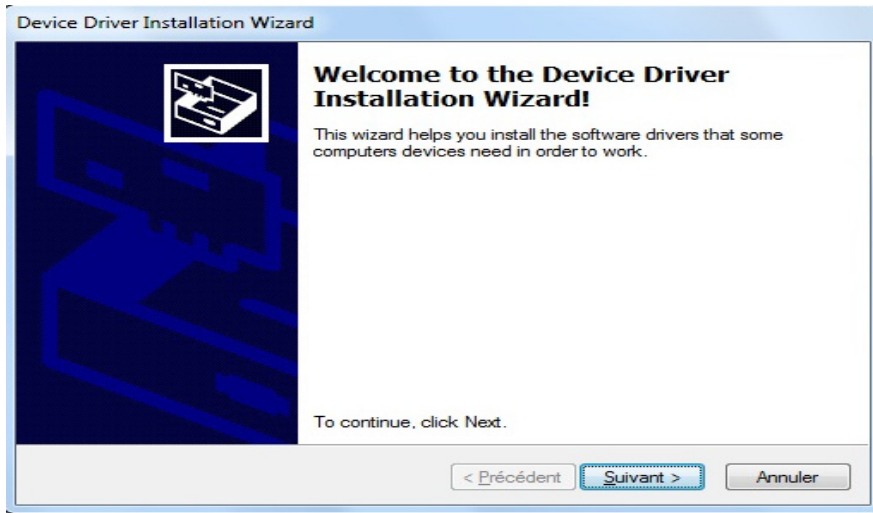 Device Driver Installation Wizard
Welcome to the Device Driver
Installation Wizard!
This wizard helps you install the software drivers that some
computers devices need in order to work.
To continue, click Next.
< Précédent
Suivant >
Annuler